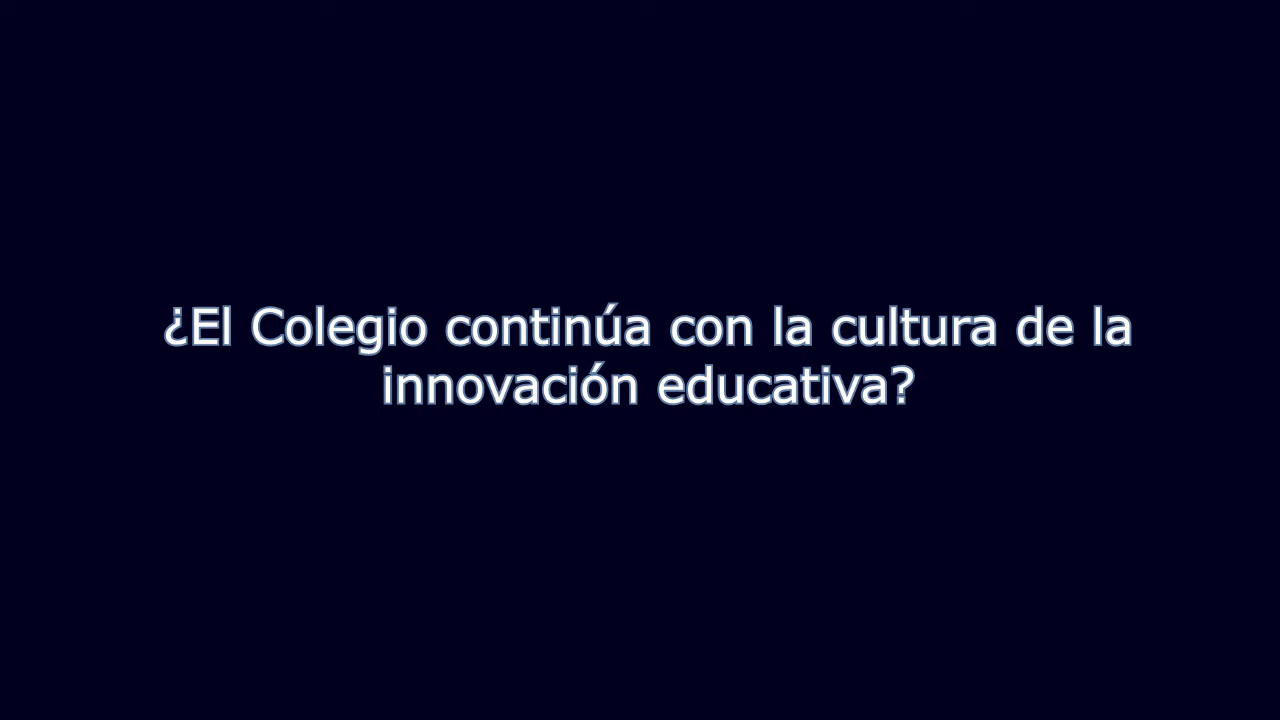 ¿El Colegio continúa con la cultura de la
innovación educativa?